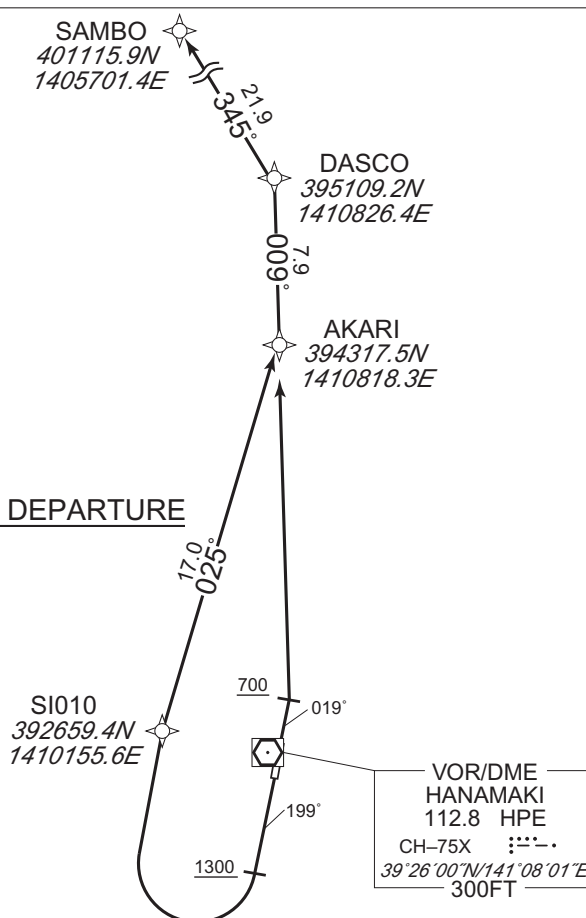 SAMBO
401115.9N
1405701.4E
21.9
345°
DASCO
395109.2N
1410826.4E
7.9
009°
AKARI
394317.5N
1410818.3E
DEPARTURE
17.0
025°
700
019°
SI010
392659.4N
1410155.6E
199°
1300
VOR/DME
HANAMAKI
112.8 HPE
CH–75X
39°26′00″N/141°08′01″E
300FT